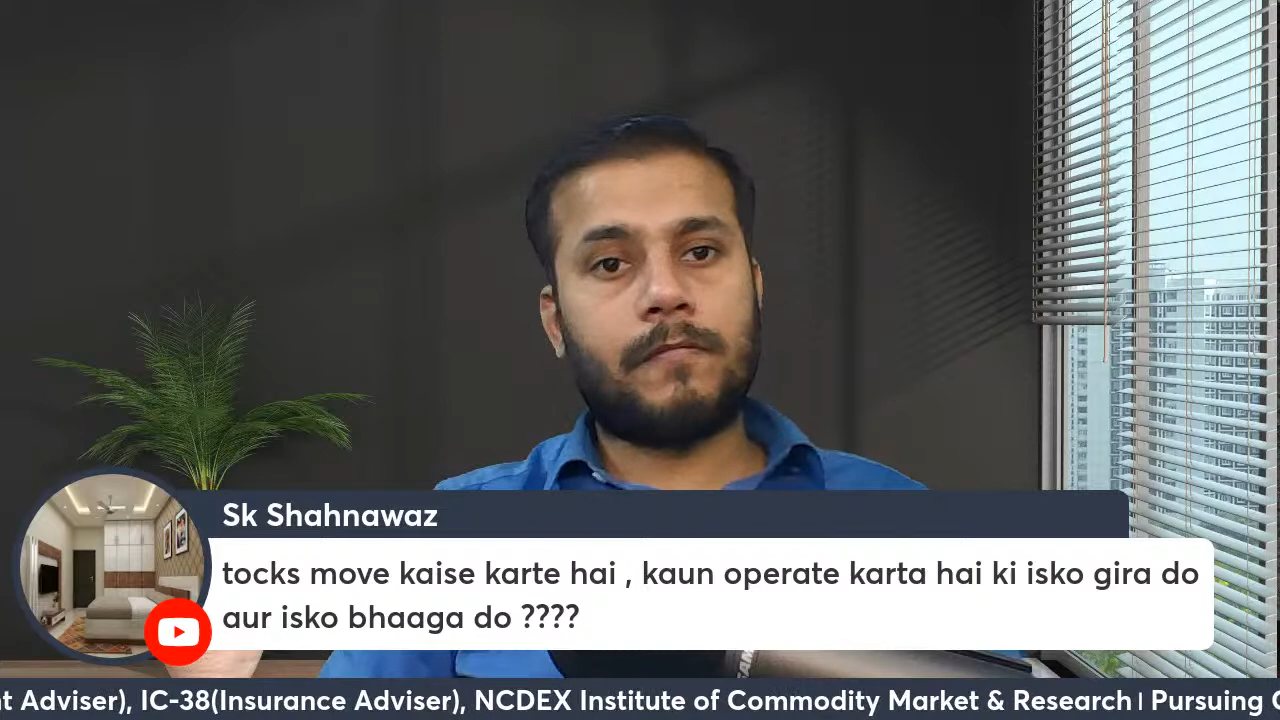 Sk Shahnawaz
tocks move kaise karte hai , kaun operate karta hai ki isko gira do
aur isko bhaaga do ????
t Adviser), IC-38(Insurance Adviser), NCDEX Institute of Commodity Market & Research | Pursuing